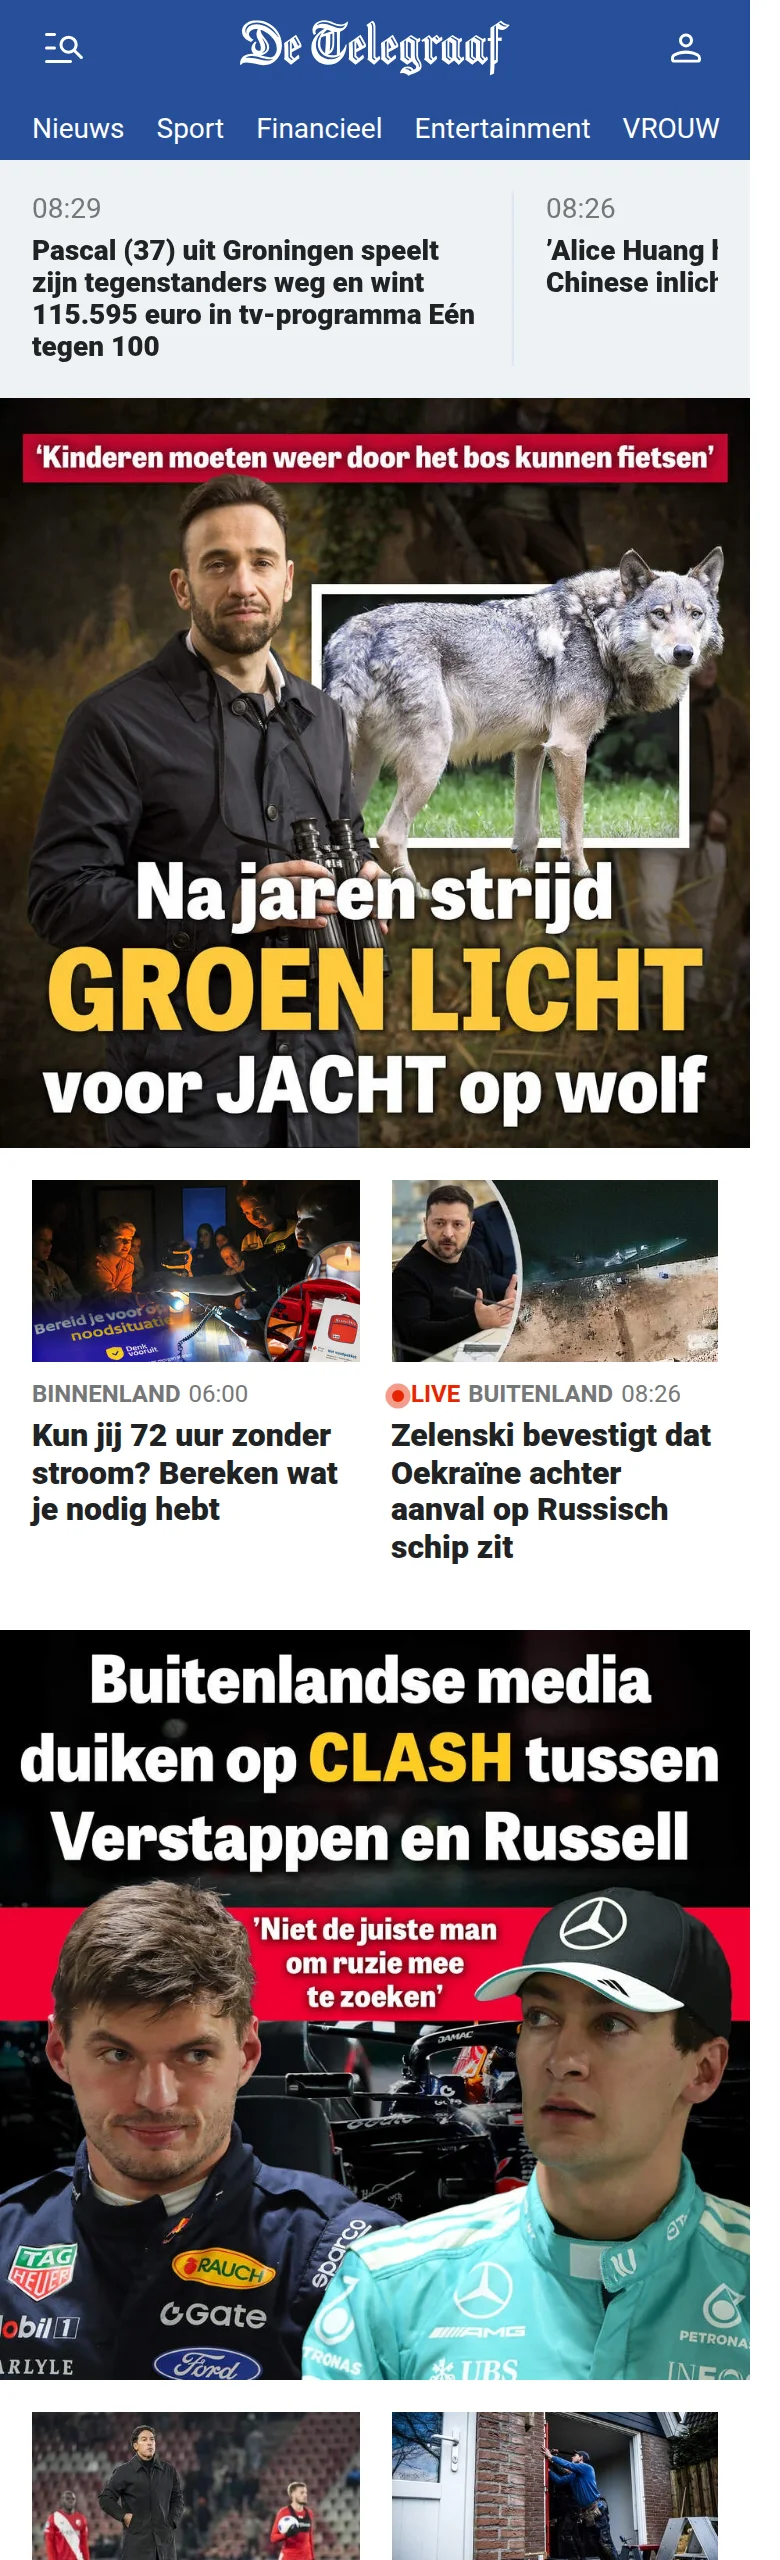 De Telegraaf
Nieuws Sport Financieel Entertainment VROUW
08:29
Pascal (37) uit Groningen speelt
zijn tegenstanders weg en wint
115.595 euro in tv-programma Eén
tegen 100
08:26
’Alice Huang
Chinese
‘Kinderen moeten weer door het bos kunnen fietsen’
Na jaren strijd
GROEN LICHT
voor JACHT op wolf
Bereid je voor op
noodsituatie
Denk
vooruit
BINNENLAND 06:00
Kun jij 72 uur zonder
stroom? Bereken wat
je nodig hebt
LIVE BUITENLAND 08:26
Zelenski bevestigt dat
Oekraïne achter
aanval op Russisch
schip zit
Buitenlandse media
duiken op CLASH tussen
Verstappen en Russell
’Niet de juiste man
om ruzie mee
te zoeken’
DAMAC
TAG
HEUER
RAUCH
Gate
Ford
sparco
AMG
PETRONAS
UBS